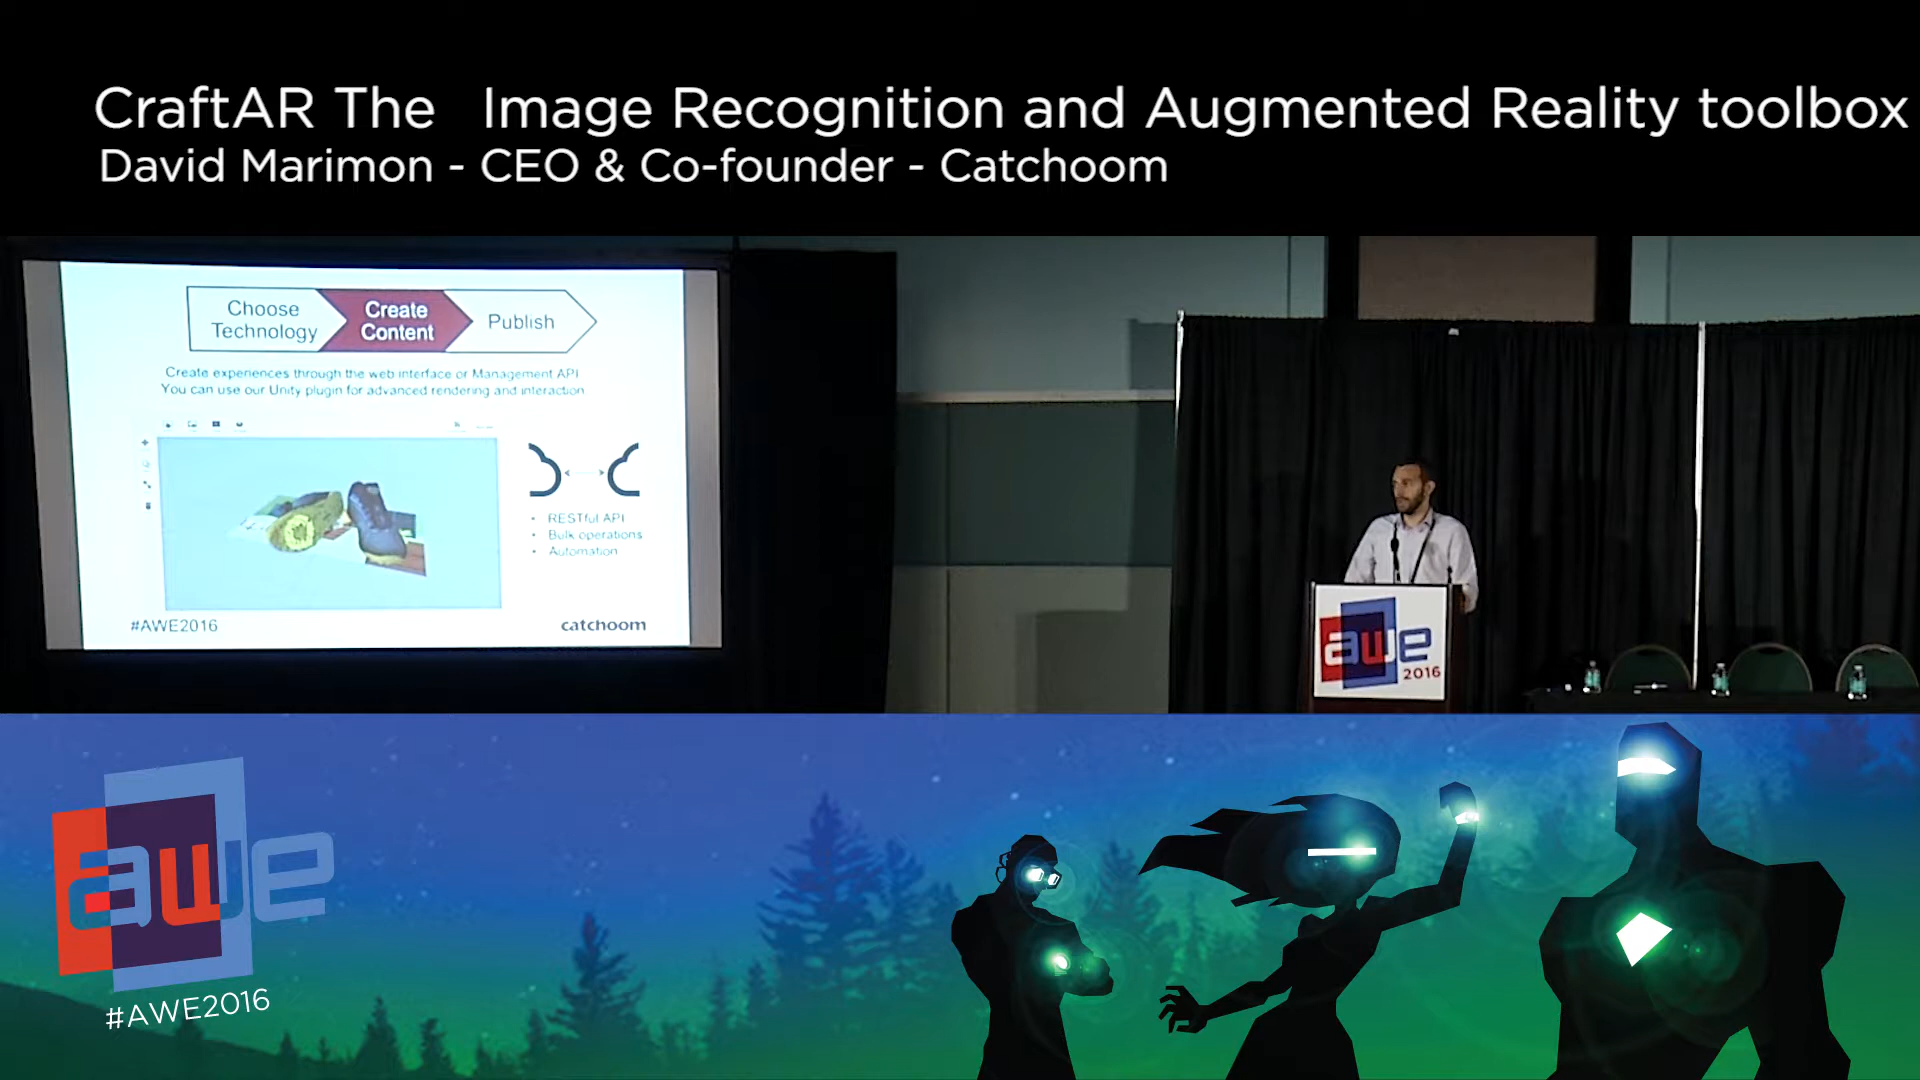 CraftAR The   Image Recognition and Augmented Reality toolbox
David Marimon - CEO & Co-founder - Catchoom
Choose
Technology
Create
Content
Publish
Create experiences through the web interface or Management API
You can use our Unity plugin for advanced rendering and interaction
• RESTful API
• Bulk operations
• Automation
#AWE2016
catchoom
awe
2016
awe
#AWE2016